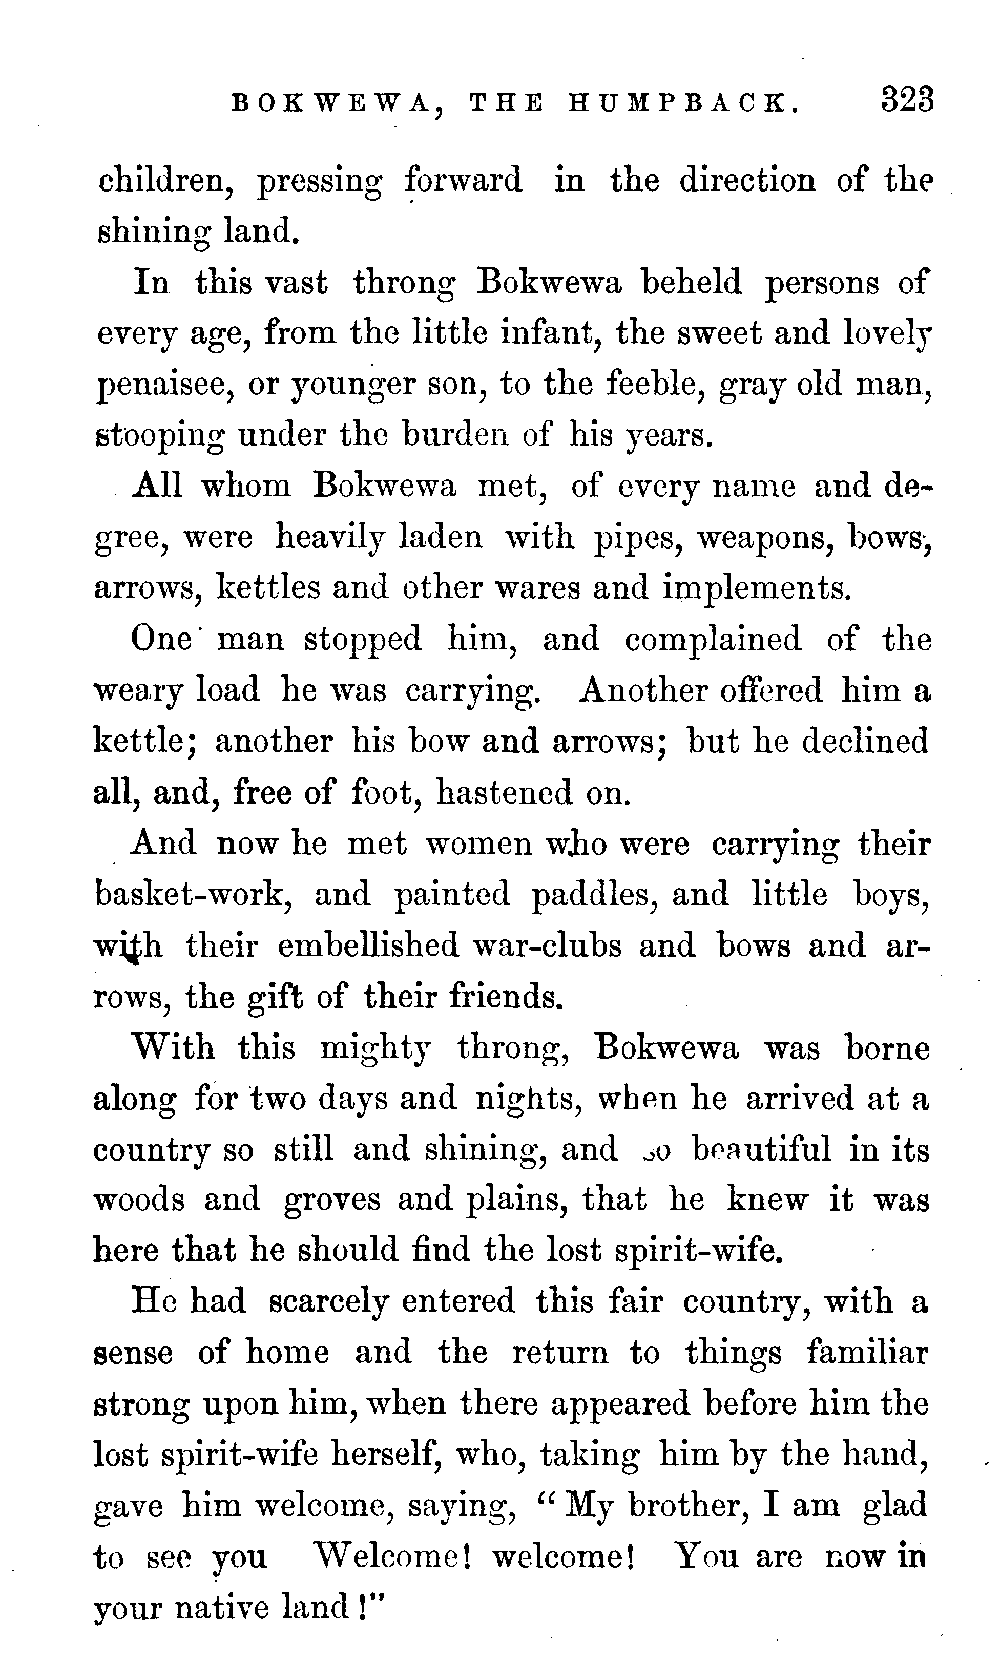 BOKWEWA, THE HUMPBACK. 323
children, pressing forward in the direction of the
shining land.
In this vast throng Bokwewa beheld persons of
every age, from the little infant, the sweet and lovely
penaisee, or younger son, to the feeble, gray old man,
stooping under the burden of his years.
All whom Bokwewa met, of every name and de-
gree, were heavily laden with pipes, weapons, bows,
arrows, kettles and other wares and implements.
One man stopped him, and complained of the
weary load he was carrying. Another offered him a
kettle; another his bow and arrows; but he declined
all, and, free of foot, hastened on.
And now he met women who were carrying their
basket-work, and painted paddles, and little boys,
with their embellished war-clubs and bows and ar-
rows, the gift of their friends.
With this mighty throng, Bokwewa was borne
along for two days and nights, when he arrived at a
country so still and shining, and so beautiful in its
woods and groves and plains, that he knew it was
here that he should find the lost spirit-wife.
He had scarcely entered this fair country, with a
sense of home and the return to things familiar
strong upon him, when there appeared before him the
lost spirit-wife herself, who, taking him by the hand,
gave him welcome, saying, "My brother, I am glad
to see you Welcome! welcome! You are now in
your native land!"